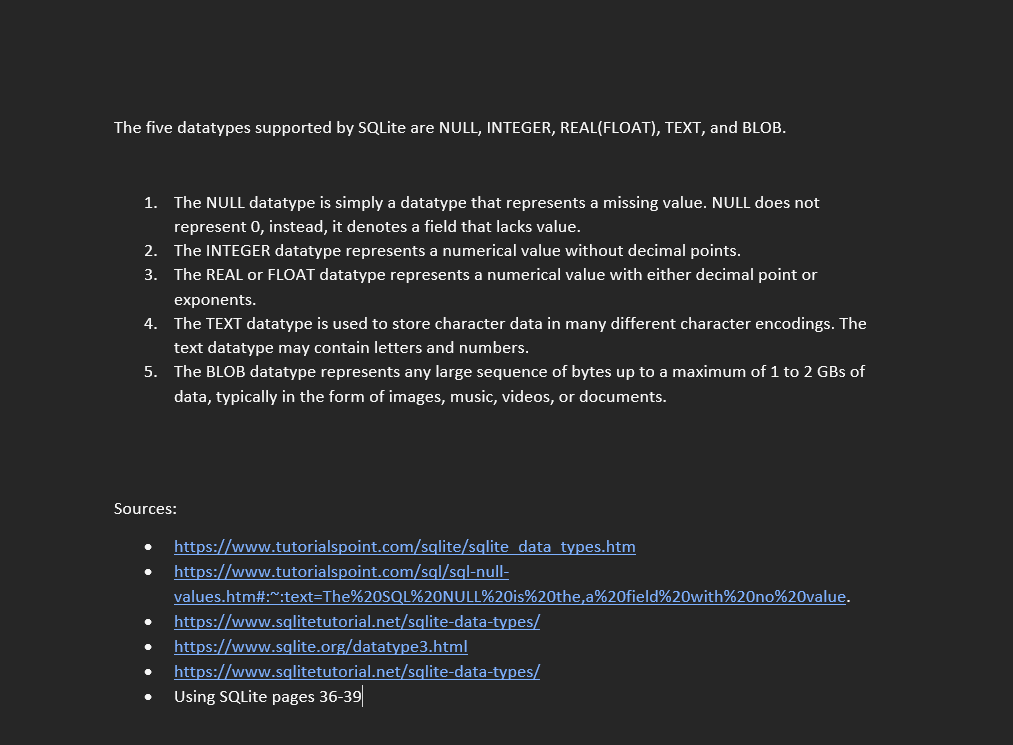 The five datatypes supported by SQLite are NULL, INTEGER, REAL(FLOAT), TEXT, and BLOB.
1. The NULL datatype is simply a datatype that represents a missing value. NULL does not
represent 0, instead, it denotes a field that lacks value.
2. The INTEGER datatype represents a numerical value without decimal points.
3. The REAL or FLOAT datatype represents a numerical value with either decimal point or
exponents.
4. The TEXT datatype is used to store character data in many different character encodings. The
text datatype may contain letters and numbers.
5. The BLOB datatype represents any large sequence of bytes up to a maximum of 1 to 2 GBs of
data, typically in the form of images, music, videos, or documents.
Sources:
• https://www.tutorialspoint.com/sqlite/sqlite_data_types.htm
• https://www.tutorialspoint.com/sql/sql-null-
values.htm#:~:text=The%20SQL%20NULL%20is%20the,a%20field%20with%20no%20value.
• https://www.sqlitetutorial.net/sqlite-data-types/
• https://www.sqlite.org/datatype3.html
• https://www.sqlitetutorial.net/sqlite-data-types/
• Using SQLite pages 36-39